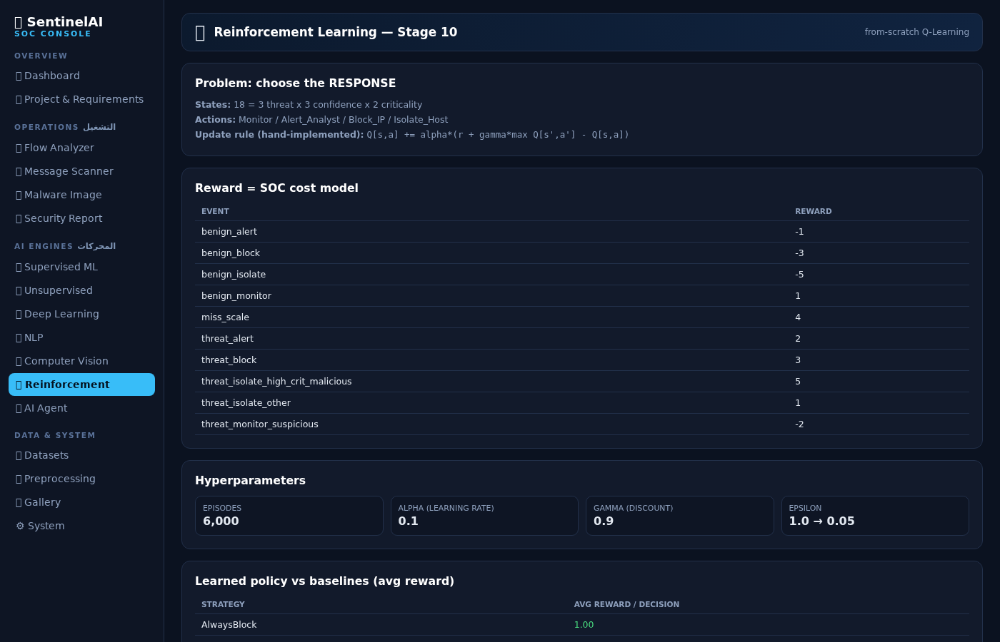 SentinelAI
SOC CONSOLE
OVERVIEW
Dashboard
Project & Requirements
OPERATIONS التشغيل
Flow Analyzer
Message Scanner
Malware Image
Security Report
AI ENGINES المحركات
Supervised ML
Unsupervised
Deep Learning
NLP
Computer Vision
Reinforcement
AI Agent
DATA & SYSTEM
Datasets
Preprocessing
Gallery
⚙ System
Reinforcement Learning — Stage 10
from-scratch Q-Learning
Problem: choose the RESPONSE
States: 18 = 3 threat x 3 confidence x 2 criticality
Actions: Monitor / Alert_Analyst / Block_IP / Isolate_Host
Update rule (hand-implemented): Q[s,a] += alpha*(r + gamma*max Q[s',a'] - Q[s,a])
Reward = SOC cost model
EVENT REWARD
benign_alert -1
benign_block -3
benign_isolate -5
benign_monitor 1
miss_scale 4
threat_alert 2
threat_block 3
threat_isolate_high_crit_malicious 5
threat_isolate_other 1
threat_monitor_suspicious -2
Hyperparameters
EPISODES
6,000
ALPHA (LEARNING RATE)
0.1
GAMMA (DISCOUNT)
0.9
EPSILON
1.0 → 0.05
Learned policy vs baselines (avg reward)
STRATEGY AVG REWARD / DECISION
AlwaysBlock 1.00